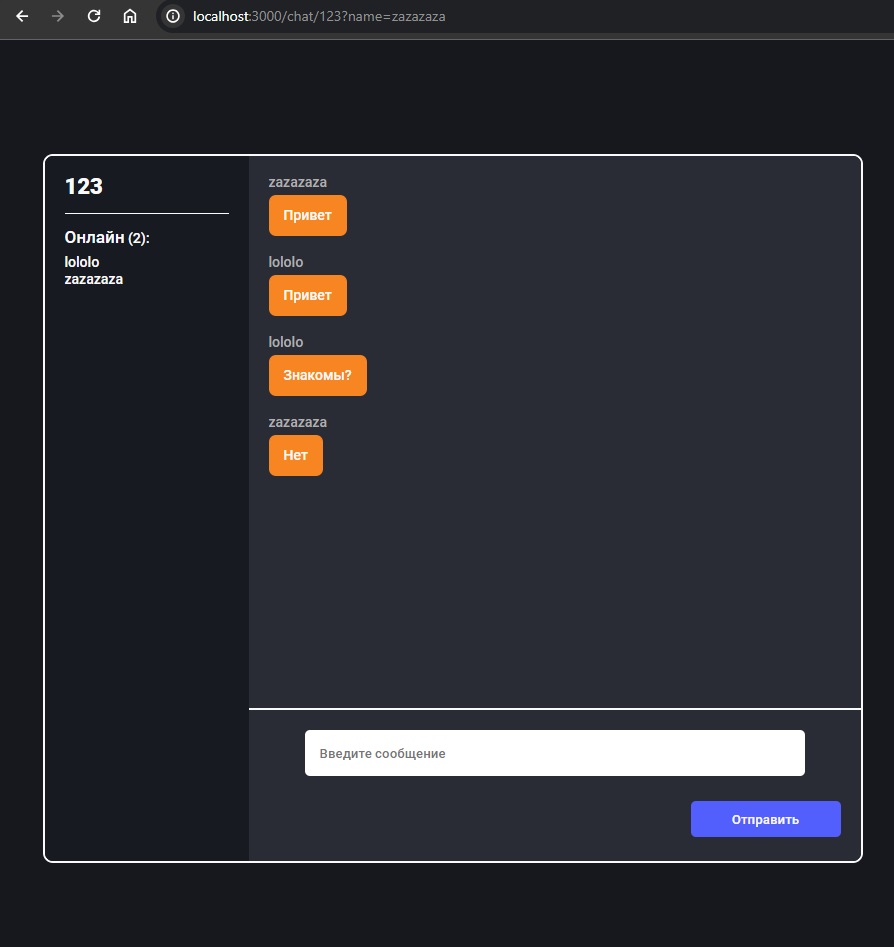 localhost:3000/chat/123?name=zazazaza
123
Онлайн (2):
lololo
zazazaza
zazazaza
Привет
lololo
Привет
lololo
Знакомы?
zazazaza
Нет
Введите сообщение
Отправить